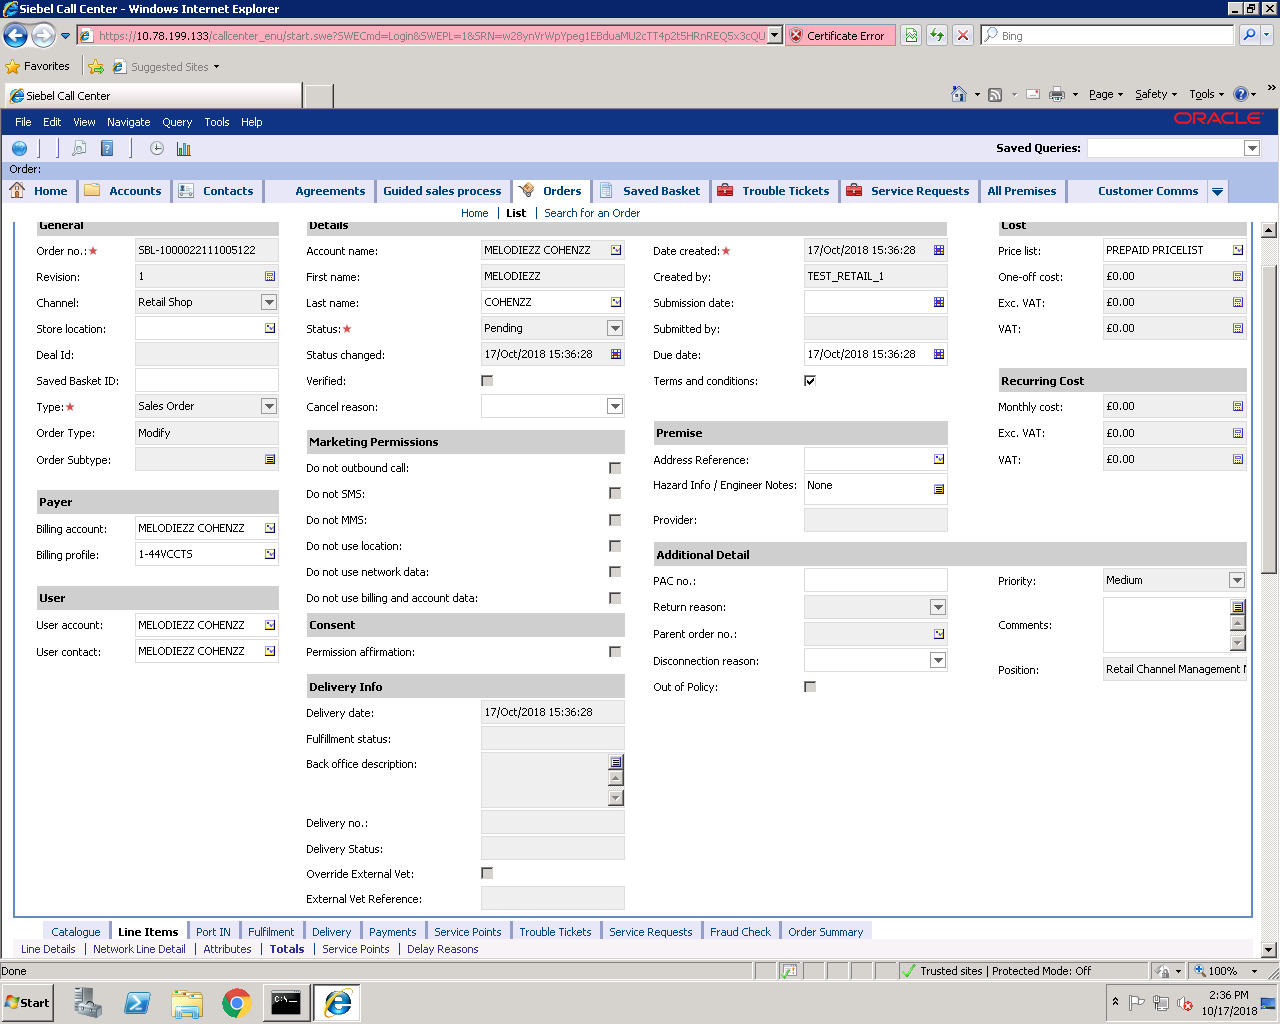 Siebel Call Center - Windows Internet Explorer
https://10.78.199.133/callcenter_enu/start.swe?SWECmd=Login&SWEPL=1&SRN=w28ynVrWpYpeg1EBduaMU2cTT4p2t5HRnREQ5x3cQU
Certificate Error
Bing
Favorites
Suggested Sites
Siebel Call Center
Page
Safety
Tools
File Edit View Navigate Query Tools Help
ORACLE
Saved Queries:
Order:
Home Accounts Contacts Agreements Guided sales process Orders Saved Basket Trouble Tickets Service Requests All Premises Customer Comms
Home | List | Search for an Order
General
Order no.:★ SBL-1000022111005122
Revision: 1
Channel: Retail Shop
Store location:
Deal Id:
Saved Basket ID:
Type:★ Sales Order
Order Type: Modify
Order Subtype:
Payer
Billing account: MELODIEZZ COHENZZ
Billing profile: 1-44VCCTS
User
User account: MELODIEZZ COHENZZ
User contact: MELODIEZZ COHENZZ
Details
Account name: MELODIEZZ COHENZZ
First name: MELODIEZZ
Last name: COHENZZ
Status:★ Pending
Status changed: 17/Oct/2018 15:36:28
Verified:
Cancel reason:
Marketing Permissions
Do not outbound call:
Do not SMS:
Do not MMS:
Do not use location:
Do not use network data:
Do not use billing and account data:
Consent
Permission affirmation:
Delivery Info
Delivery date: 17/Oct/2018 15:36:28
Fulfillment status:
Back office description:
Delivery no.:
Delivery Status:
Override External Vet:
External Vet Reference:
Date created:★ 17/Oct/2018 15:36:28
Created by: TEST_RETAIL_1
Submission date:
Submitted by:
Due date: 17/Oct/2018 15:36:28
Terms and conditions:
Premise
Address Reference:
Hazard Info / Engineer Notes: None
Provider:
Additional Detail
PAC no.:
Return reason:
Parent order no.:
Disconnection reason:
Out of Policy:
Priority: Medium
Comments:
Position: Retail Channel Management
Cost
Price list: PREPAID PRICELIST
One-off cost: £0.00
Exc. VAT: £0.00
VAT: £0.00
Recurring Cost
Monthly cost: £0.00
Exc. VAT: £0.00
VAT: £0.00
Catalogue Line Items Port IN Fulfilment Delivery Payments Service Points Trouble Tickets Service Requests Fraud Check Order Summary
Line Details | Network Line Detail | Attributes | Totals | Service Points | Delay Reasons
Done
Trusted sites | Protected Mode: Off
100%
Start
C:\
2:36 PM
10/17/2018